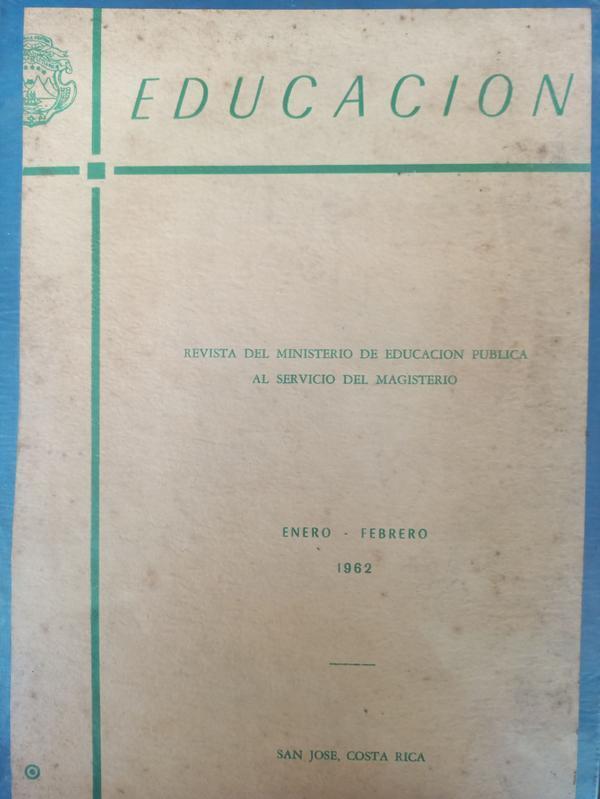 EDUCACION
REVISTA DEL MINISTERIO DE EDUCACION PUBLICA
AL SERVICIO DEL MAGISTERIO
ENERO - FEBRERO
1962
SAN JOSE, COSTA RICA